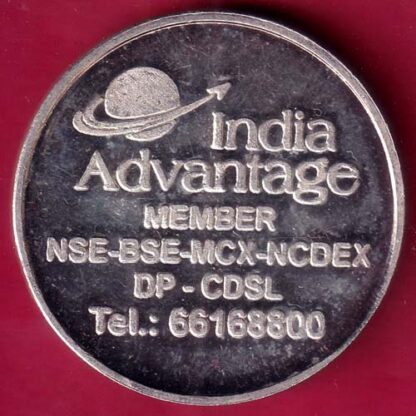 India
Advantage
MEMBER
NSE-BSE-MCX-NCDEX
DP - CDSL
Tel.: 66168800